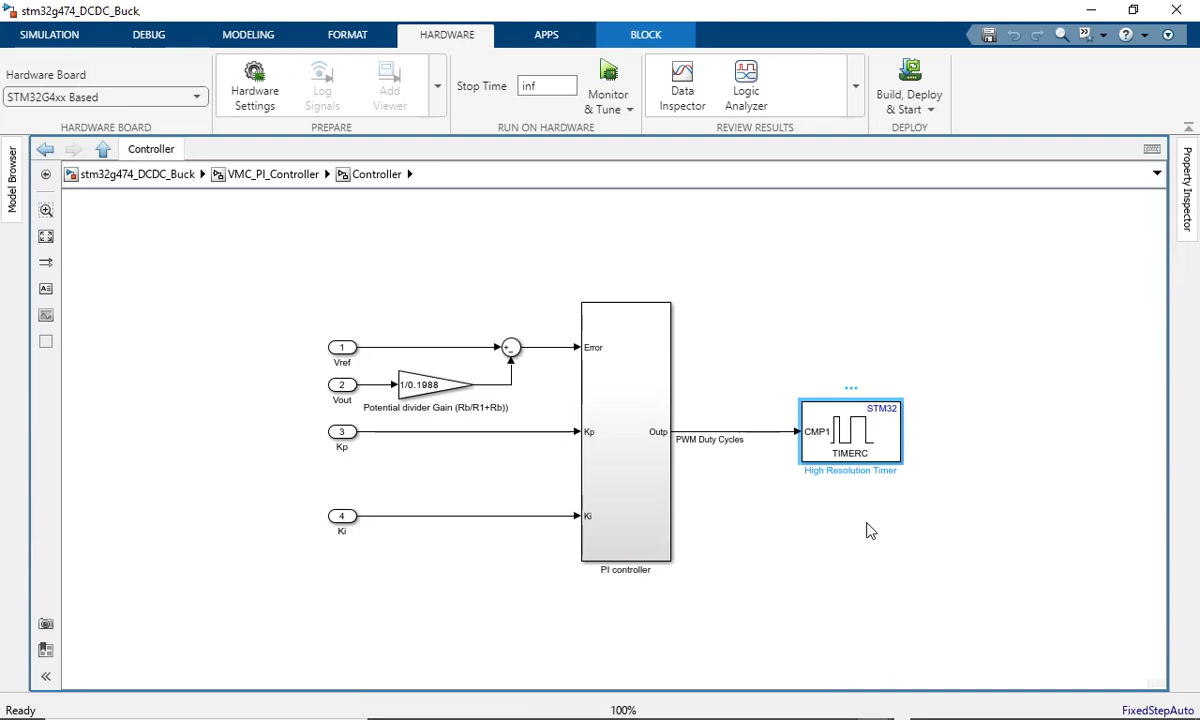 stm32g474_DCDC_Buck
SIMULATION DEBUG MODELING FORMAT HARDWARE APPS BLOCK
Hardware Board
STM32G4xx Based
HARDWARE BOARD
Hardware
Settings
Log
Signals
Add
Viewer
PREPARE
Stop Time inf
Monitor
& Tune
RUN ON HARDWARE
Data
Inspector
Logic
Analyzer
REVIEW RESULTS
Build, Deploy
& Start
DEPLOY
Model Browser
Controller
stm32g474_DCDC_Buck VMC_PI_Controller Controller
Property Inspector
1
Vref
2
Vout
1/0.1988
Potential divider Gain (Rb/R1+Rb))
3
Kp
4
Ki
+
-
Error
Kp
Ki
Outp
PI controller
PWM Duty Cycles
STM32
CMP1
TIMERC
High Resolution Timer
Ready 100% FixedStepAuto